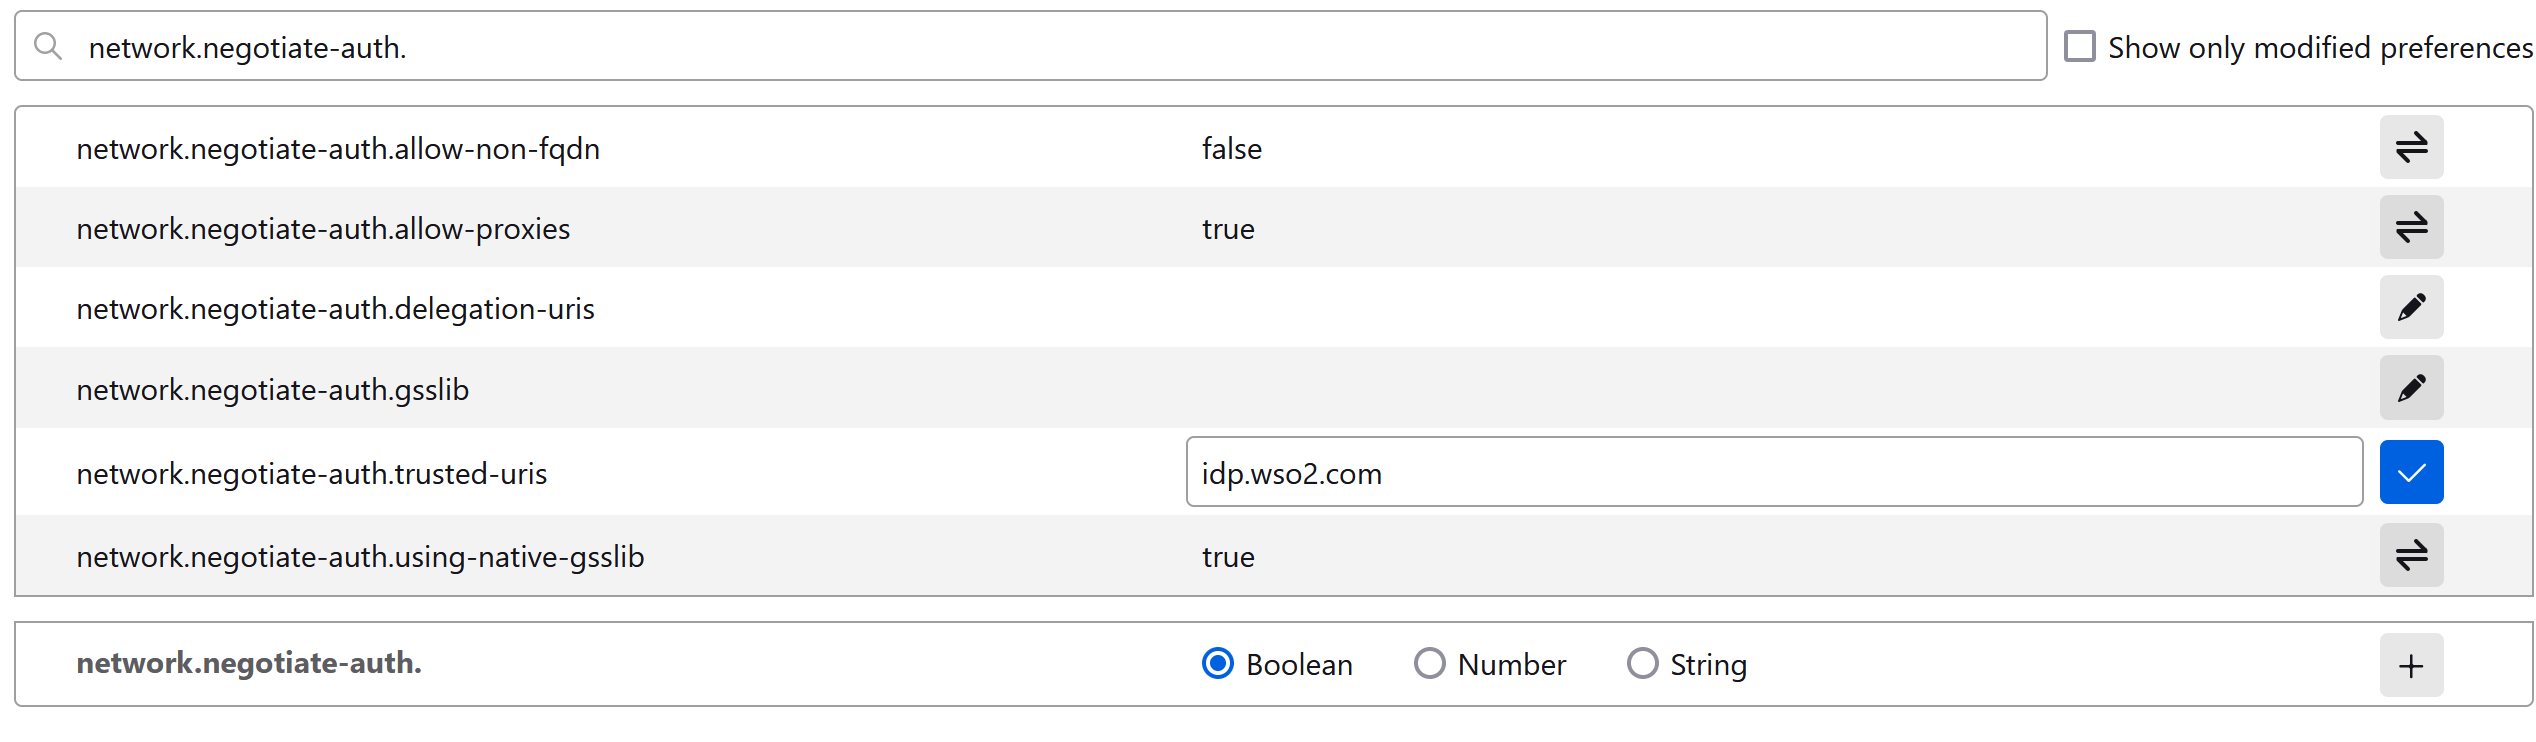 network.negotiate-auth. Show only modified preferences
network.negotiate-auth.allow-non-fqdn false
network.negotiate-auth.allow-proxies true
network.negotiate-auth.delegation-uris
network.negotiate-auth.gsslib
network.negotiate-auth.trusted-uris idp.wso2.com
network.negotiate-auth.using-native-gsslib true
network.negotiate-auth. Boolean Number String